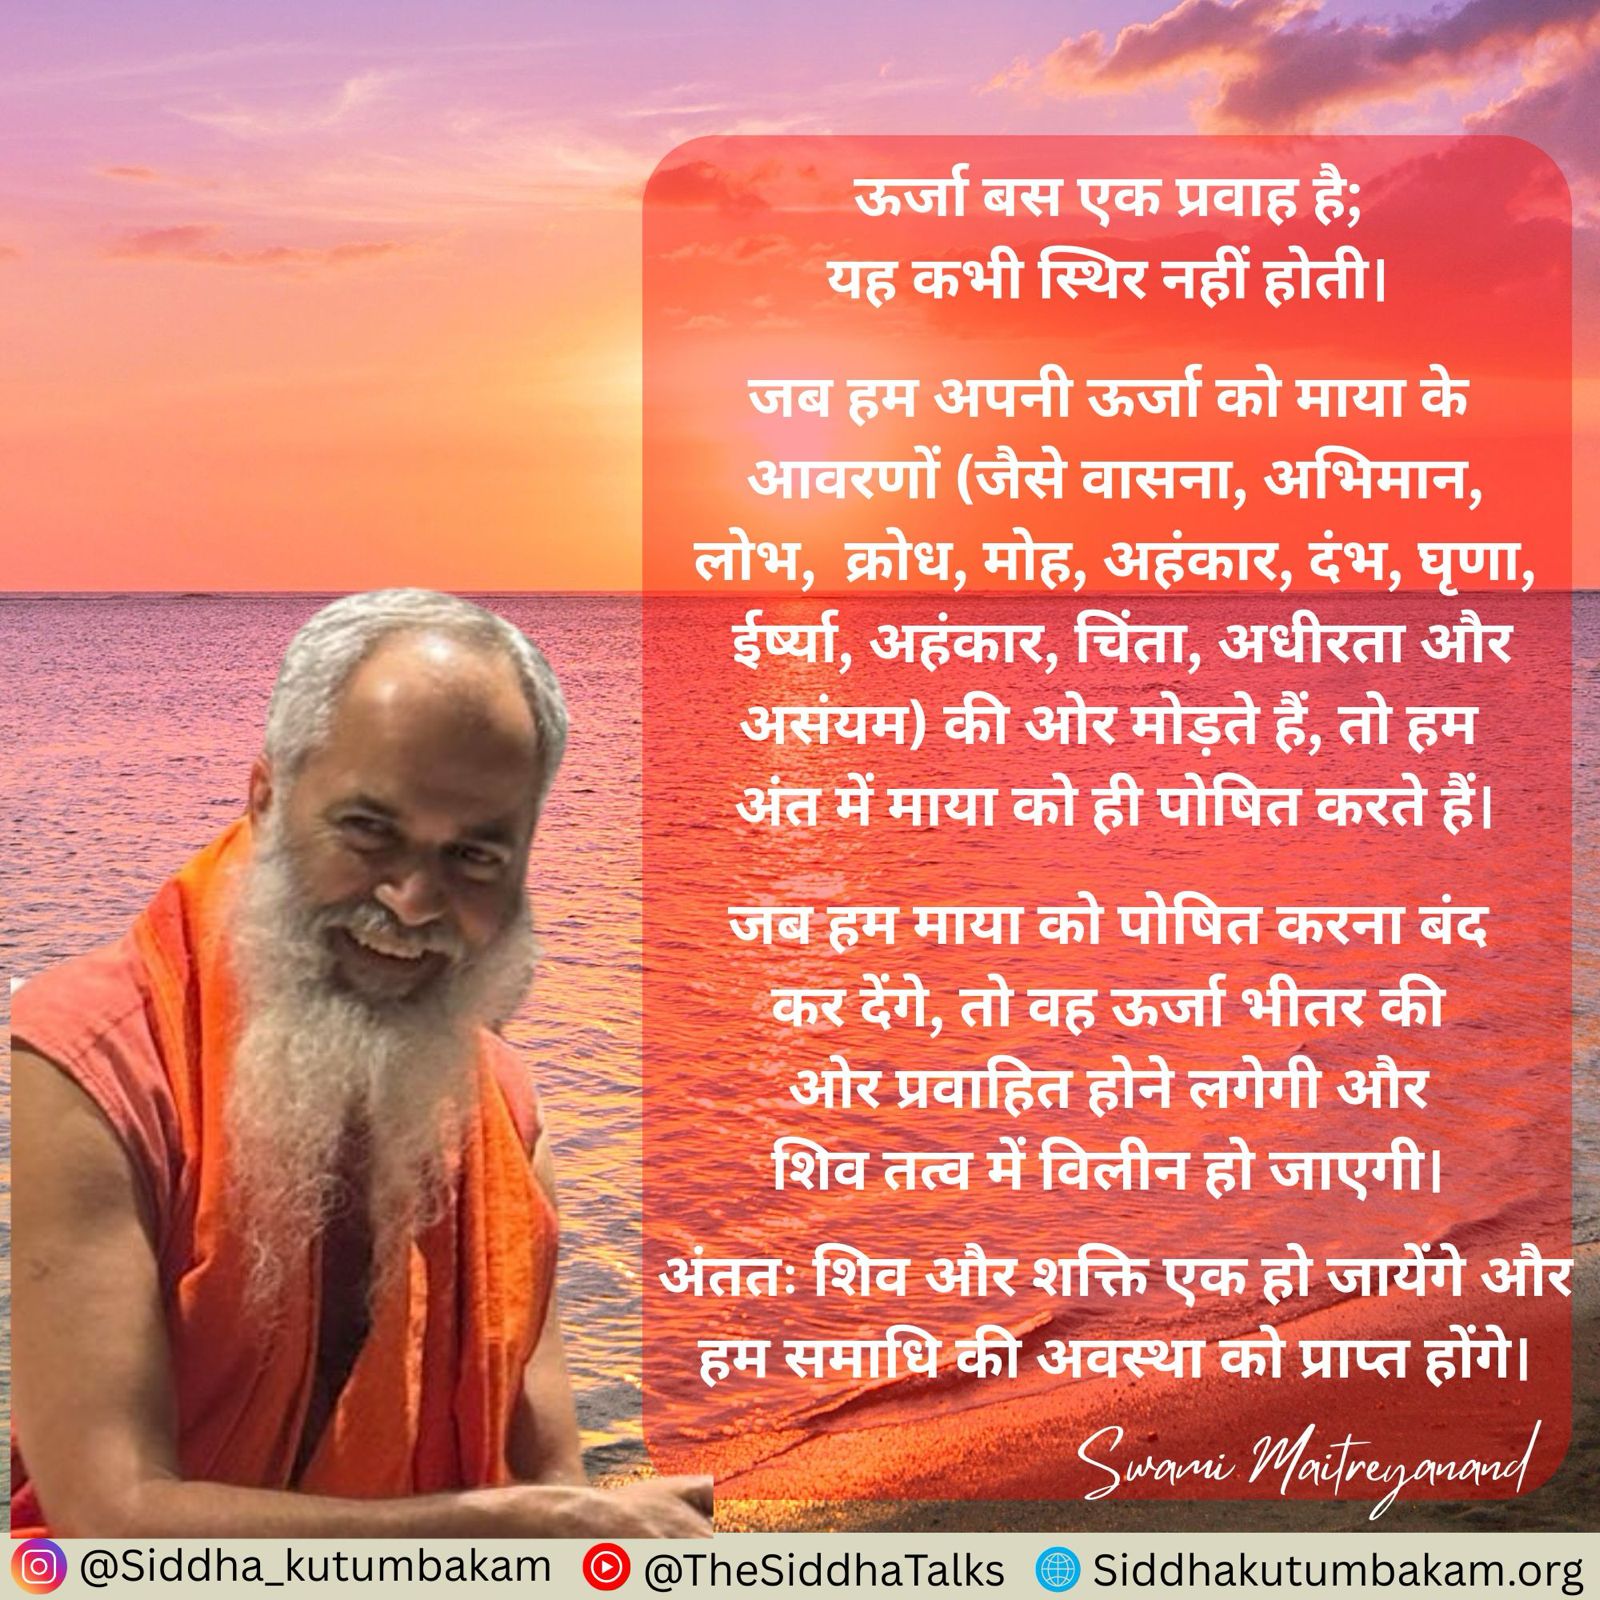 ऊर्जा बस एक प्रवाह है;
यह कभी स्थिर नहीं होती।
जब हम अपनी ऊर्जा को माया के
आवरणों (जैसे वासना, अभिमान,
लोभ, क्रोध, मोह, अहंकार, दंभ, घृणा,
ईर्ष्या, अहंकार, चिंता, अधीरता और
असंयम) की ओर मोड़ते हैं, तो हम
अंत में माया को ही पोषित करते हैं।
जब हम माया को पोषित करना बंद
कर देंगे, तो वह ऊर्जा भीतर की
ओर प्रवाहित होने लगेगी और
शिव तत्व में विलीन हो जाएगी।
अंततः शिव और शक्ति एक हो जायेंगे और
हम समाधि की अवस्था को प्राप्त होंगे।
Swami Maitreyanand
@Siddha_kutumbakam @TheSiddhaTalks Siddhakutumbakam.org